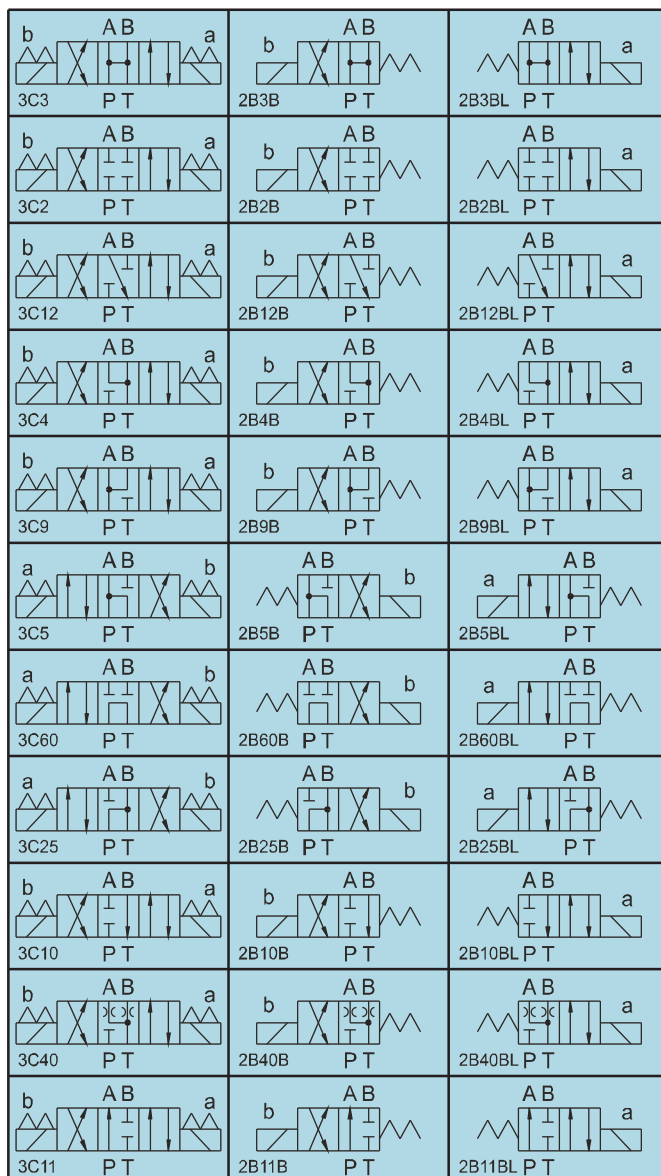 b AB a AB b AB a
3C3 PT 2B3B PT 2B3BL PT
b AB a b AB AB a
3C2 PT 2B2B PT 2B2BL PT
b AB a b AB AB a
3C12 PT 2B12B PT 2B12BL PT
b AB a b AB AB a
3C4 PT 2B4B PT 2B4BL PT
b AB a b AB AB a
3C9 PT 2B9B PT 2B9BL PT
a AB b AB b a AB
3C5 PT 2B5B PT 2B5BL PT
a AB b AB b a AB
3C60 PT 2B60B PT 2B60BL PT
a AB b AB b a AB
3C25 PT 2B25B PT 2B25BL PT
b AB a b AB AB a
3C10 PT 2B10B PT 2B10BL PT
b AB a b AB AB a
3C40 PT 2B40B PT 2B40BL PT
b AB a b AB AB a
3C11 PT 2B11B PT 2B11BL PT